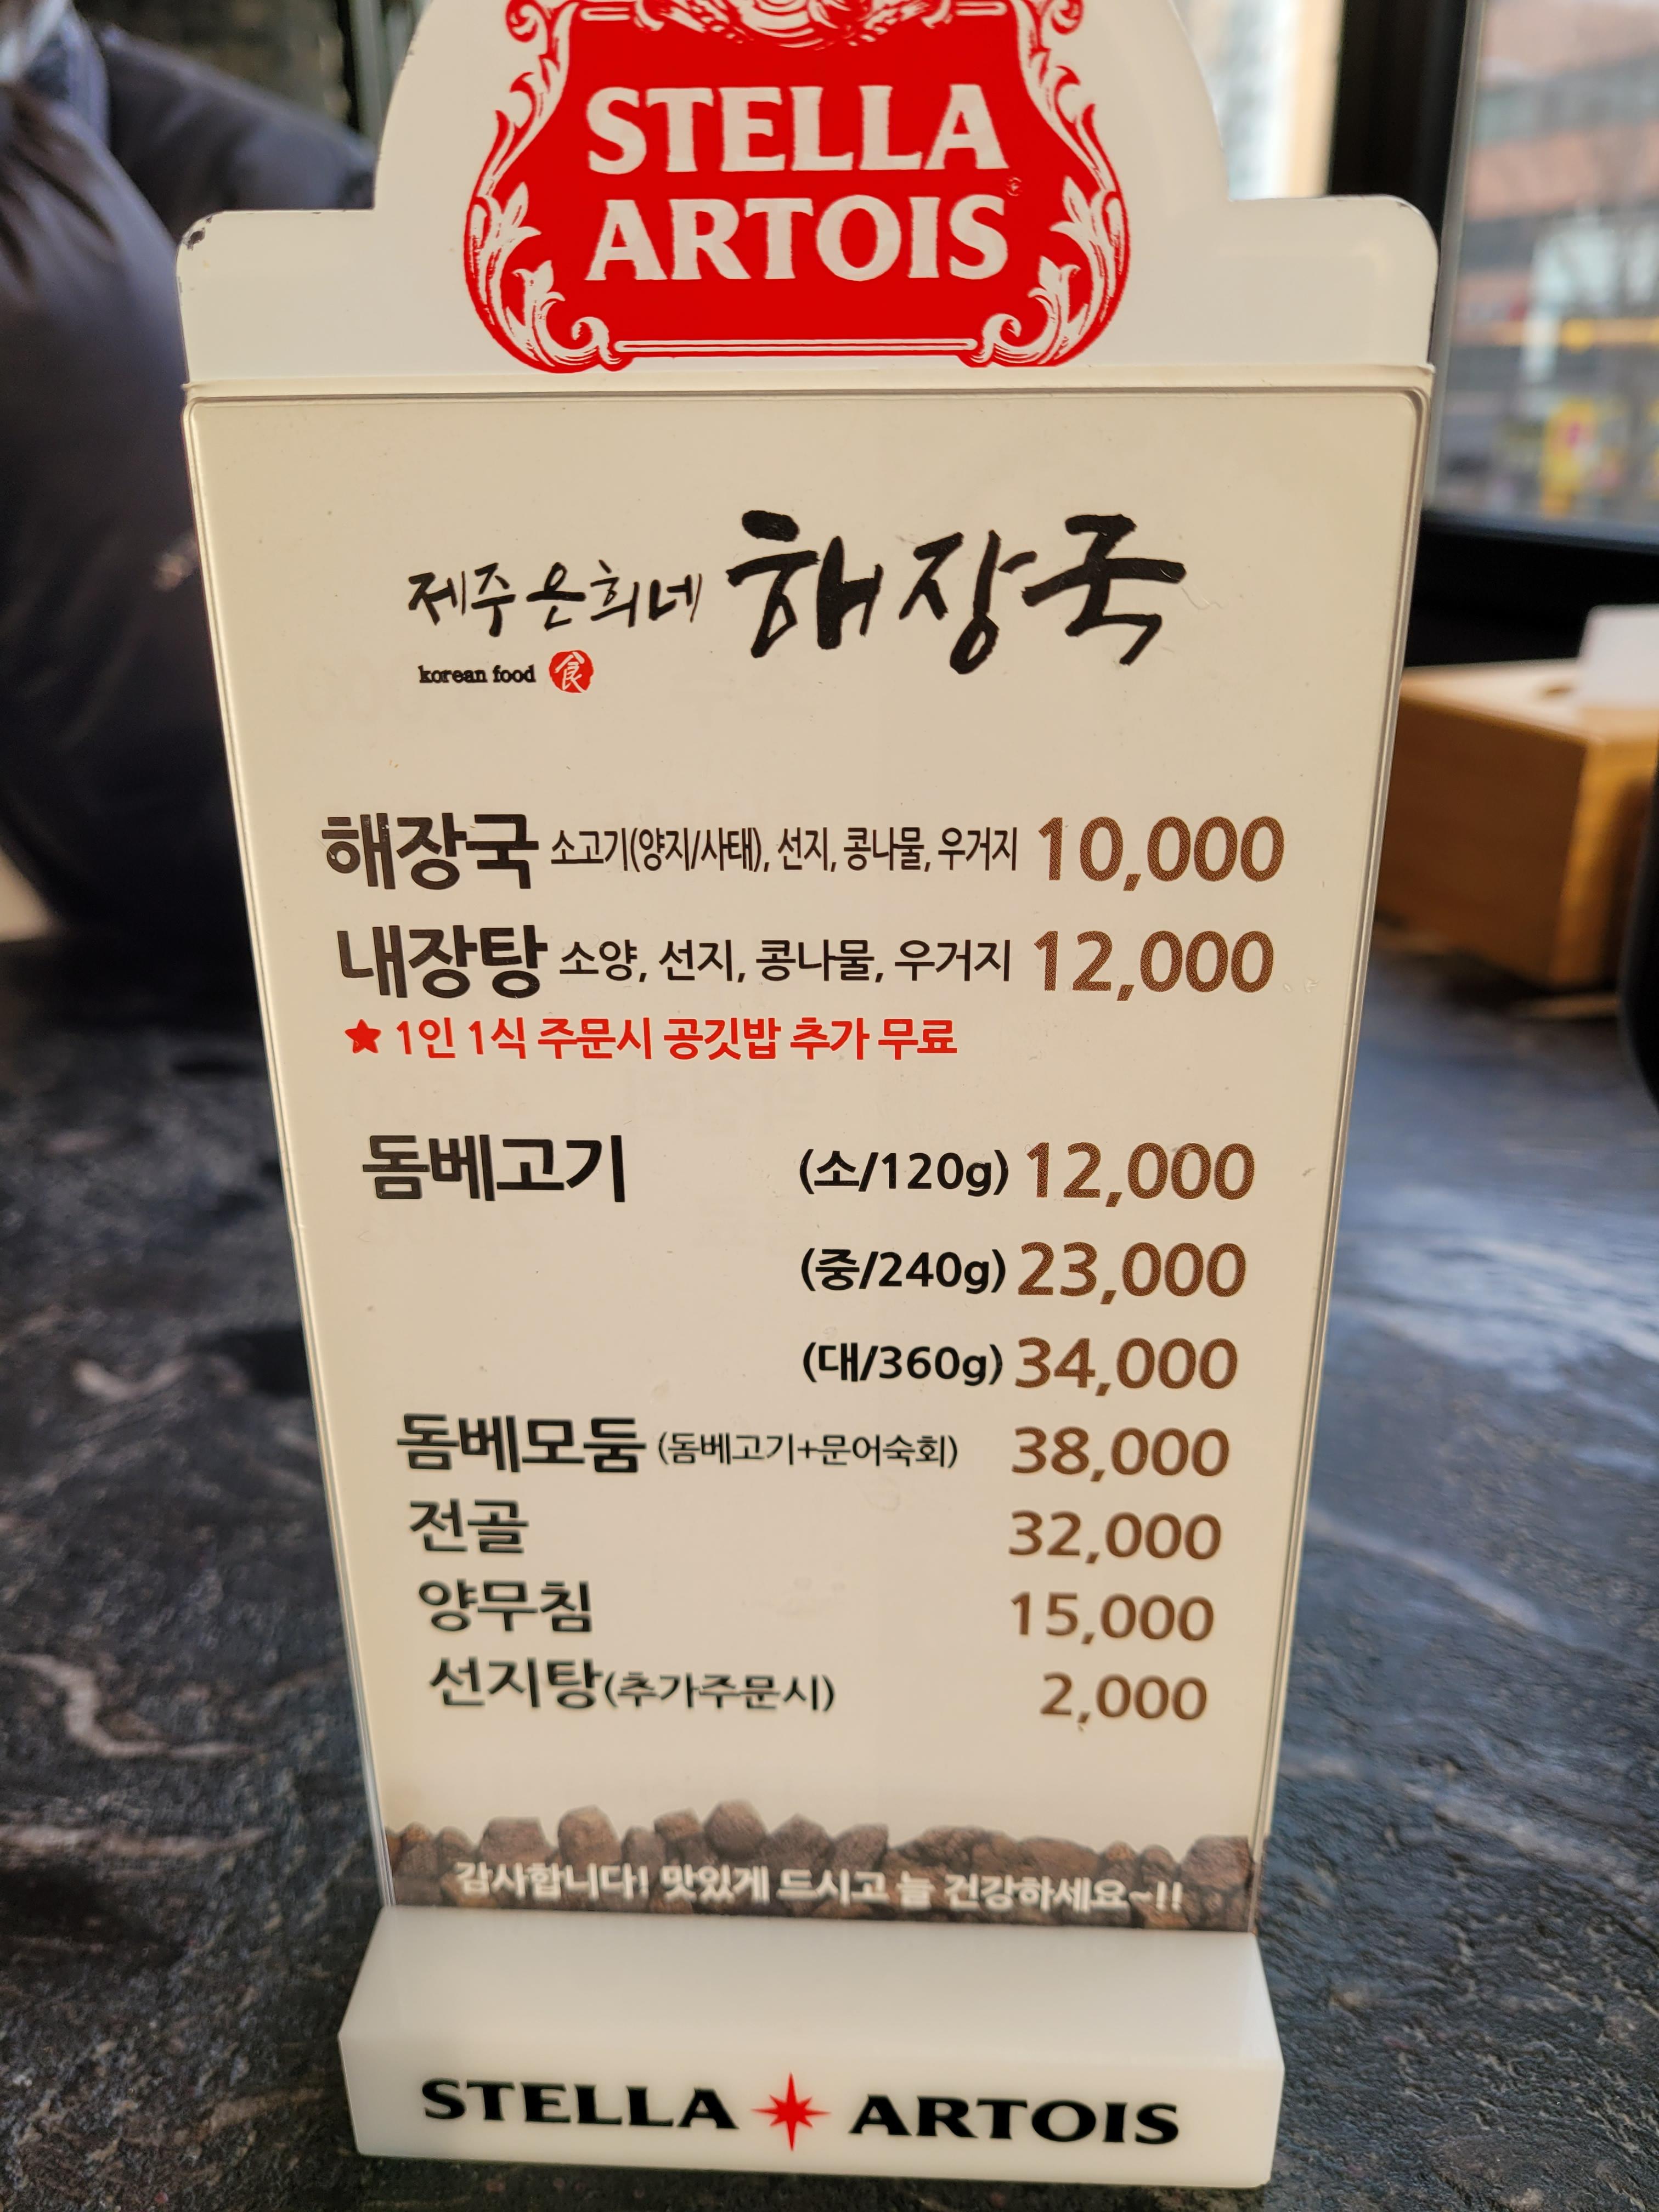 STELLA
ARTOIS
제주은희네 해장국
korean food 食
해장국 소고기(양지/사태), 선지, 콩나물, 우거지 10,000
내장탕 소양, 선지, 콩나물, 우거지 12,000
★ 1인 1식 주문시 공깃밥 추가 무료
돔베고기 (소/120g) 12,000
(중/240g) 23,000
(대/360g) 34,000
돔베모둠 (돔베고기+문어숙회) 38,000
전골 32,000
양무침 15,000
선지탕(추가주문시) 2,000
감사합니다! 맛있게 드시고 늘 건강하세요~!!
STELLA ARTOIS